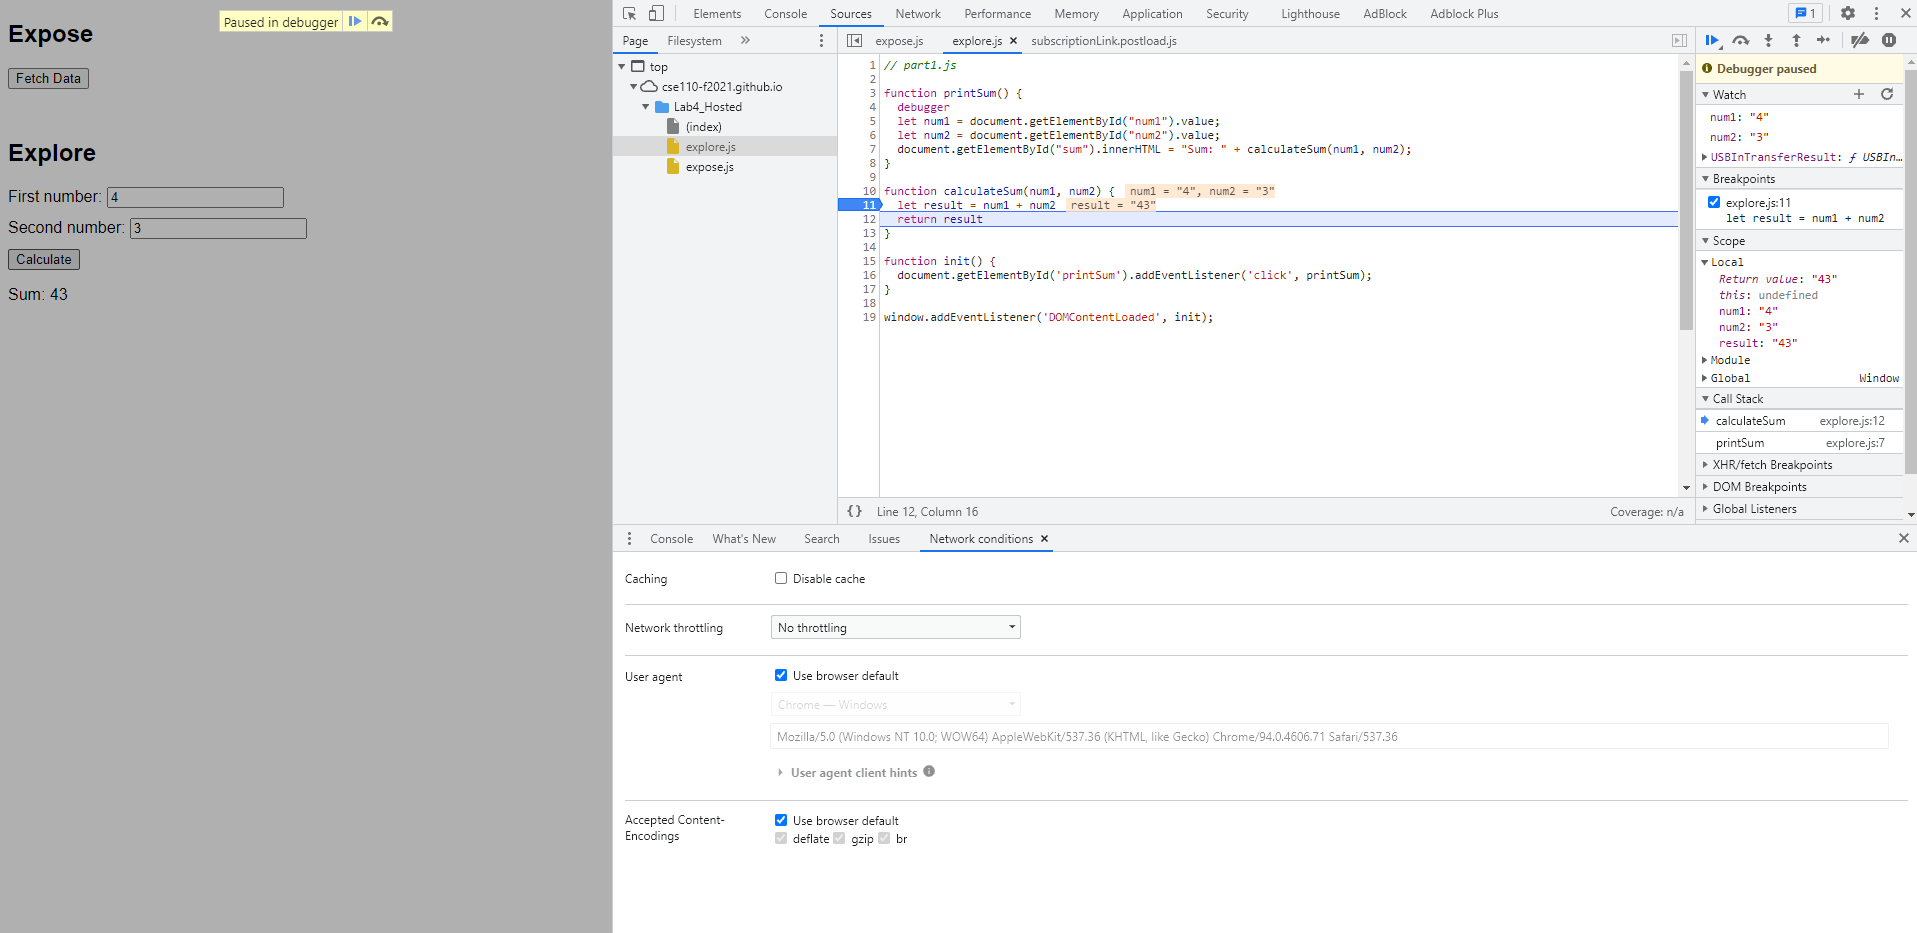 Expose
Paused in debugger
Fetch Data
Explore
First number: 4
Second number: 3
Calculate
Sum: 43
Elements Console Sources Network Performance Memory Application Security Lighthouse AdBlock Adblock Plus 1
Page Filesystem
top
cse110-f2021.github.io
Lab4_Hosted
(index)
explore.js
expose.js
expose.js explore.js subscriptionLink.postload.js
1 // part1.js
2
3 function printSum() {
4 debugger
5 let num1 = document.getElementById("num1").value;
6 let num2 = document.getElementById("num2").value;
7 document.getElementById("sum").innerHTML = "Sum: " + calculateSum(num1, num2);
8 }
9
10 function calculateSum(num1, num2) { num1 = "4", num2 = "3"
11 let result = num1 + num2 result = "43"
12 return result
13 }
14
15 function init() {
16 document.getElementById('printSum').addEventListener('click', printSum);
17 }
18
19 window.addEventListener('DOMContentLoaded', init);
{} Line 12, Column 16 Coverage: n/a
Debugger paused
Watch
num1: "4"
num2: "3"
USBInTransferResult: ƒ USBIn…
Breakpoints
explore.js:11
let result = num1 + num2
Scope
Local
Return value: "43"
this: undefined
num1: "4"
num2: "3"
result: "43"
Module
Global Window
Call Stack
calculateSum explore.js:12
printSum explore.js:7
XHR/fetch Breakpoints
DOM Breakpoints
Global Listeners
Console What's New Search Issues Network conditions
Caching Disable cache
Network throttling No throttling
User agent Use browser default
Chrome — Windows
Mozilla/5.0 (Windows NT 10.0; WOW64) AppleWebKit/537.36 (KHTML, like Gecko) Chrome/94.0.4606.71 Safari/537.36
User agent client hints
Accepted Content-
Encodings
Use browser default
deflate gzip br